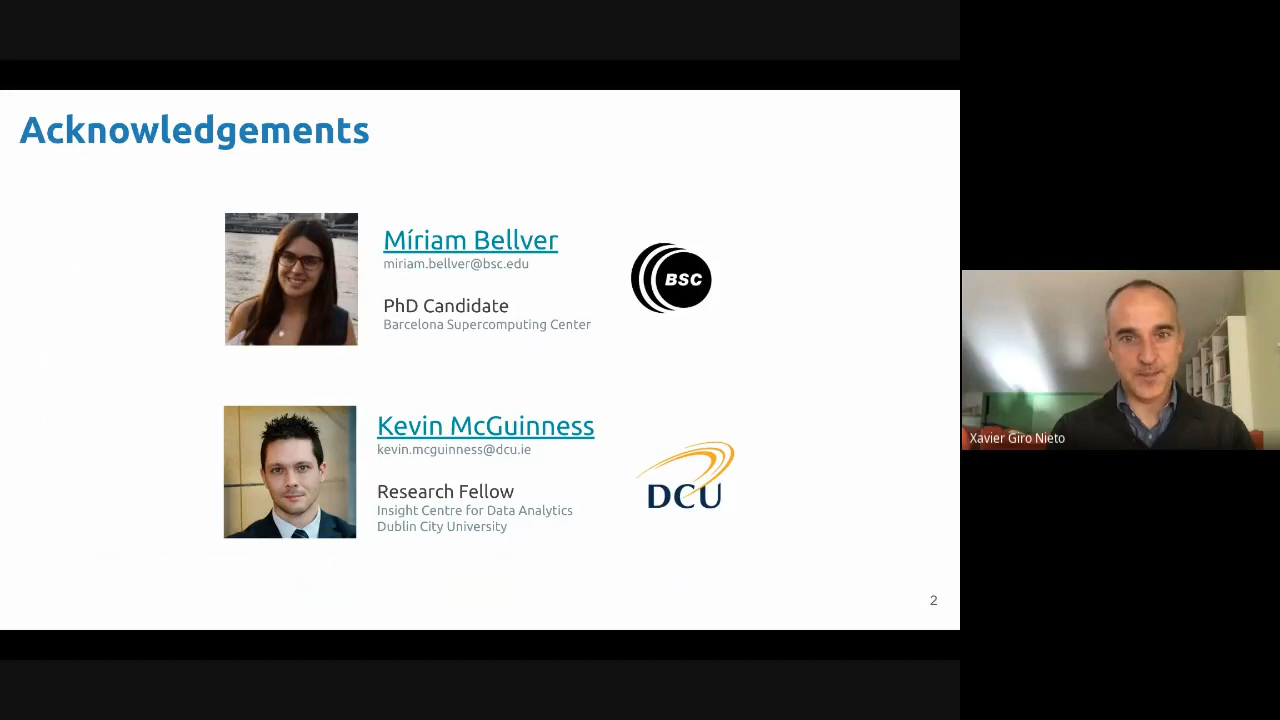 Acknowledgements
Míriam Bellver
miriam.bellver@bsc.edu
PhD Candidate
Barcelona Supercomputing Center
BSC
Kevin McGuinness
kevin.mcguinness@dcu.ie
Research Fellow
Insight Centre for Data Analytics
Dublin City University
DCU
2
Xavier Giro Nieto